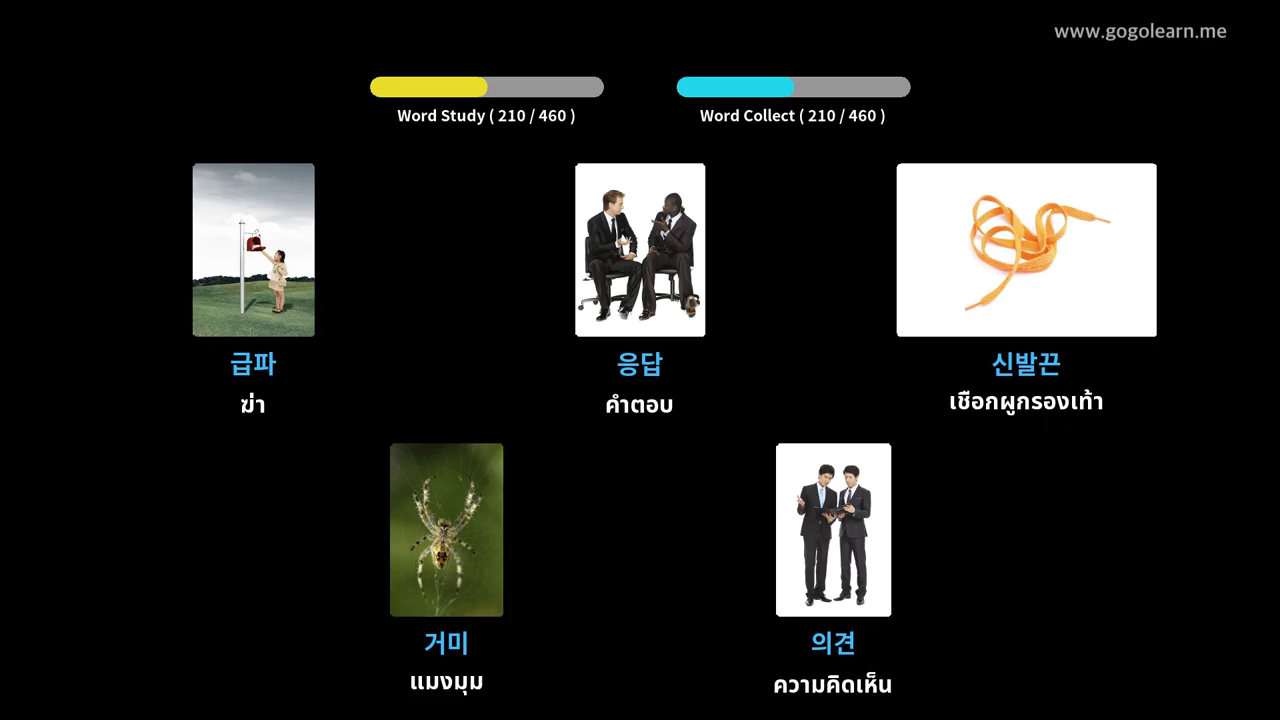 www.gogolearn.me
Word Study ( 210 / 460 )
Word Collect ( 210 / 460 )
급파
ฆ่า
응답
คำตอบ
신발끈
เชือกผูกรองเท้า
거미
แมงมุม
의견
ความคิดเห็น